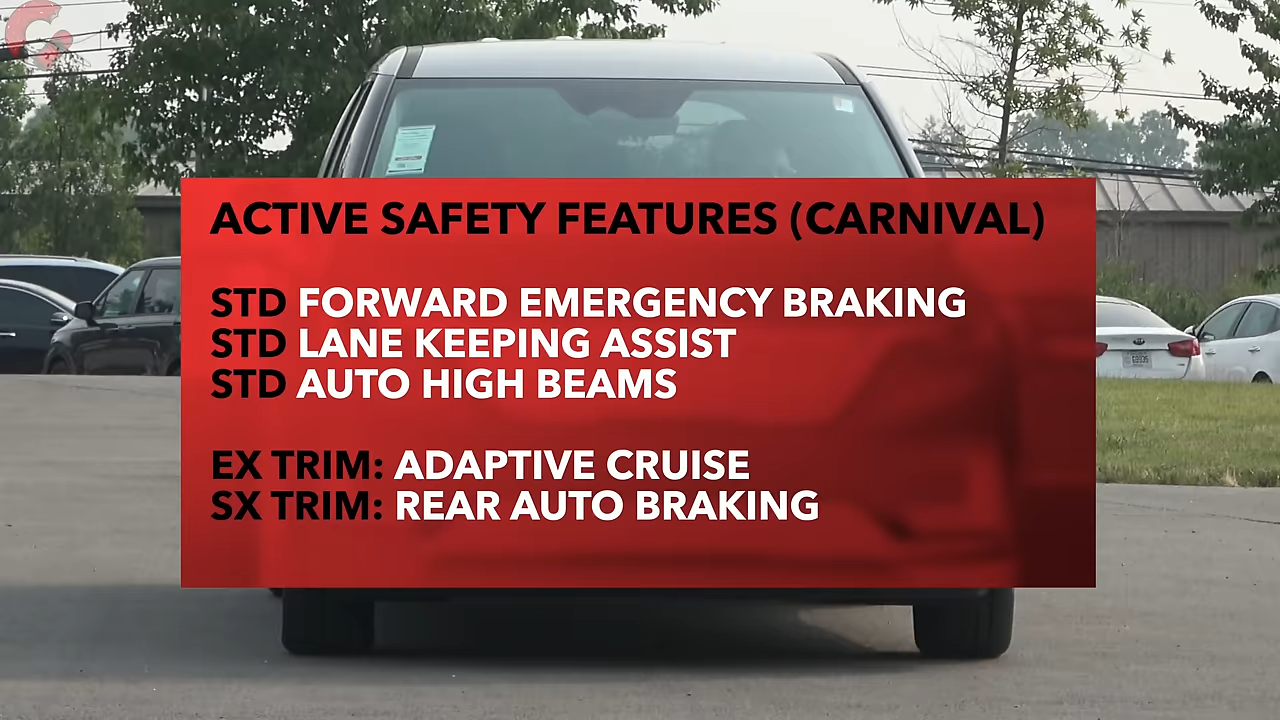 ACTIVE SAFETY FEATURES (CARNIVAL)
STD FORWARD EMERGENCY BRAKING
STD LANE KEEPING ASSIST
STD AUTO HIGH BEAMS
EX TRIM: ADAPTIVE CRUISE
SX TRIM: REAR AUTO BRAKING